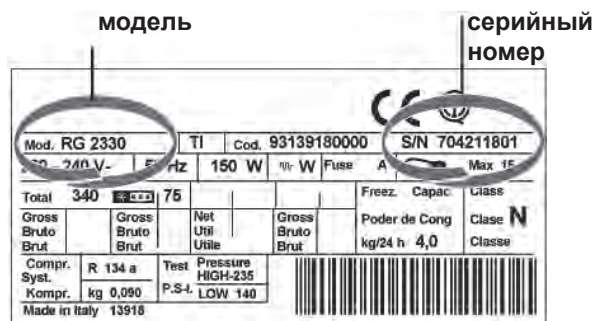 модель
серийный номер
CE
Mod. RG 2330 TI Cod. 93139180000 S/N 704211801
240 V- Hz 150 W W Fuse A Max 15
Total 340 75 Freez. Capac Class
Gross Gross Net Gross Poder de Cong Clase N
Bruto Bruto Util Bruto
Brut Brut Utile Brut kg/24 h 4,0 Classe
Compr. Syst. R 134 a Test Pressure HIGH-235
Kompr. kg 0,090 P.S-I. LOW 140
Made in Italy 13918